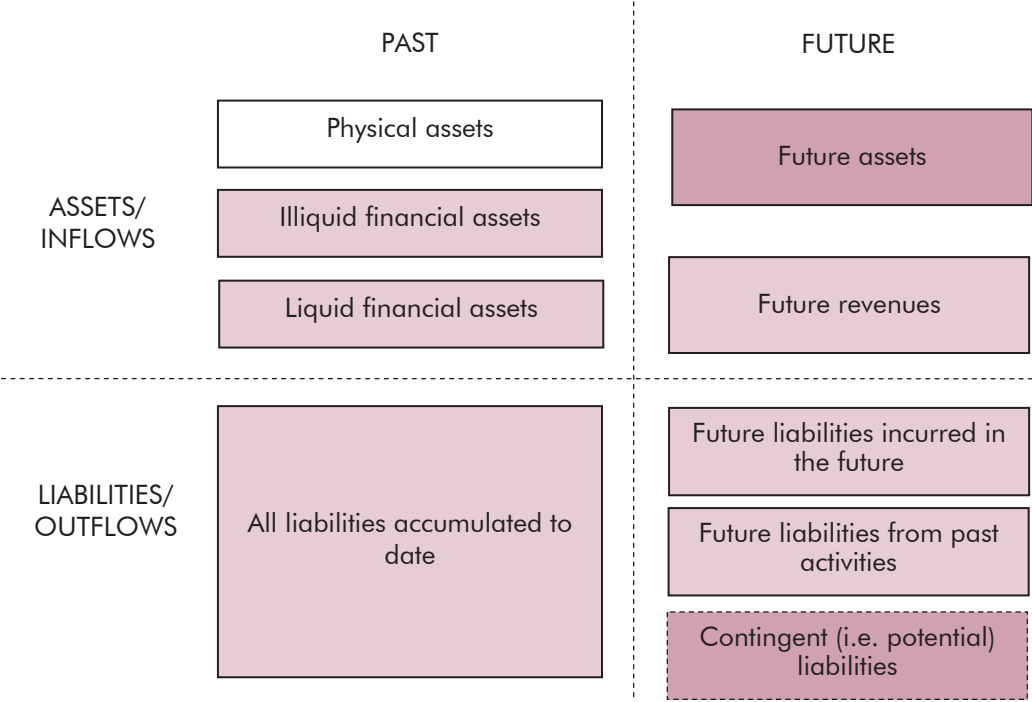 PAST
FUTURE
Physical assets
Future assets
ASSETS/
INFLOWS
Illiquid financial assets
Liquid financial assets
Future revenues
LIABILITIES/
OUTFLOWS
All liabilities accumulated to
date
Future liabilities incurred in
the future
Future liabilities from past
activities
Contingent (i.e. potential)
liabilities